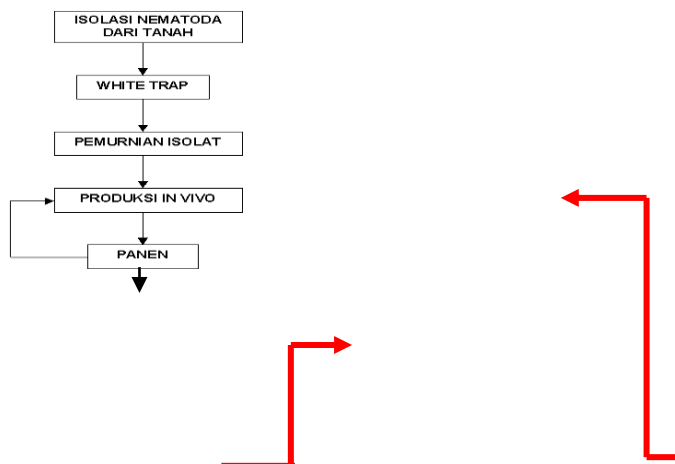 ISOLASI NEMATODA
DARI TANAH
WHITE TRAP
PEMURNIAN ISOLAT
PRODUKSI IN VIVO
PANEN